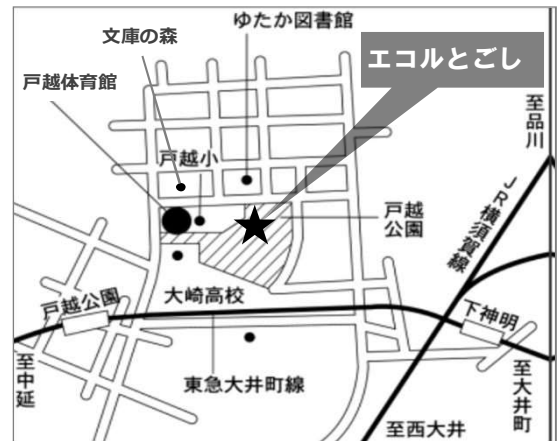 ゆたか図書館
文庫の森
エコルとごし
戸越体育館
至品川
戸越小
戸越
公園
JR横須賀線
大崎高校
戸越公園
下神明
至中延
東急大井町線
至大井町
至西大井